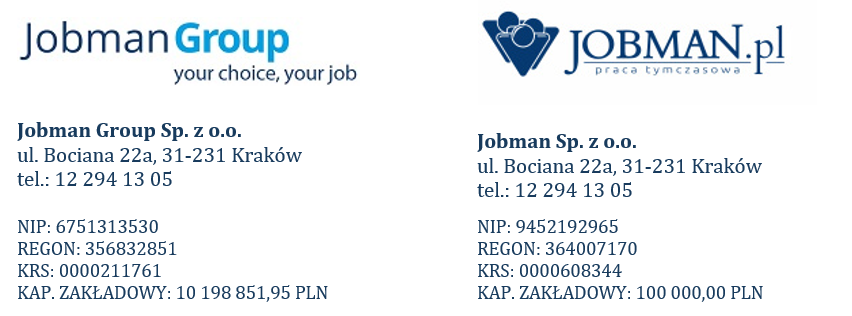 Jobman Group
your choice, your job
Jobman Group Sp. z o.o.
ul. Bociana 22a, 31-231 Kraków
tel.: 12 294 13 05
NIP: 6751313530
REGON: 356832851
KRS: 0000211761
KAP. ZAKŁADOWY: 10 198 851,95 PLN
JOBMAN.pl
praca tymczasowa
Jobman Sp. z o.o.
ul. Bociana 22a, 31-231 Kraków
tel.: 12 294 13 05
NIP: 9452192965
REGON: 364007170
KRS: 0000608344
KAP. ZAKŁADOWY: 100 000,00 PLN